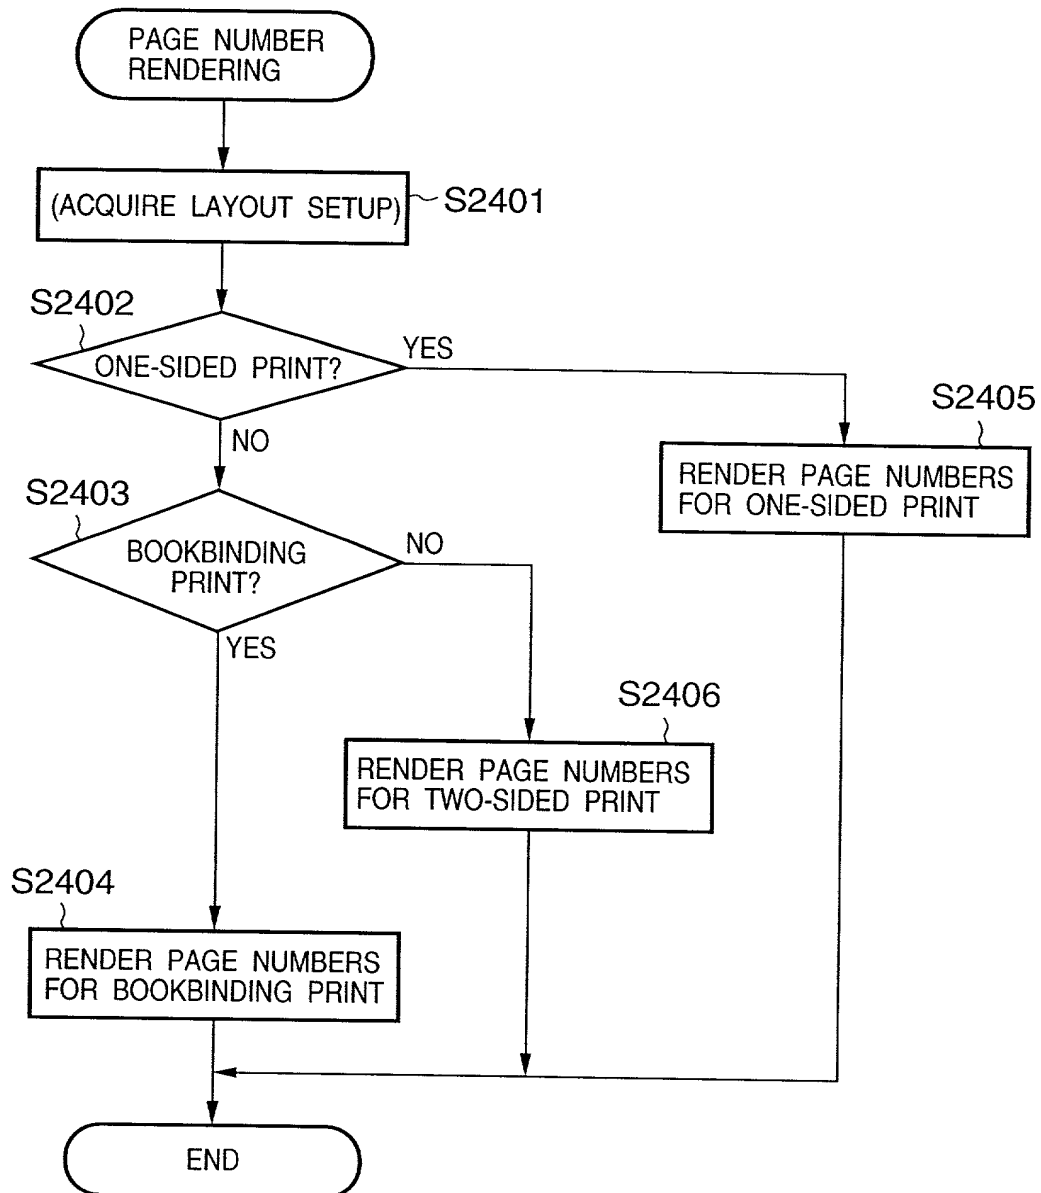 PAGE NUMBER
RENDERING
(ACQUIRE LAYOUT SETUP)
S2401
S2402
ONE-SIDED PRINT?
YES
NO
S2405
RENDER PAGE NUMBERS
FOR ONE-SIDED PRINT
S2403
BOOKBINDING
PRINT?
NO
YES
S2406
RENDER PAGE NUMBERS
FOR TWO-SIDED PRINT
S2404
RENDER PAGE NUMBERS
FOR BOOKBINDING PRINT
END